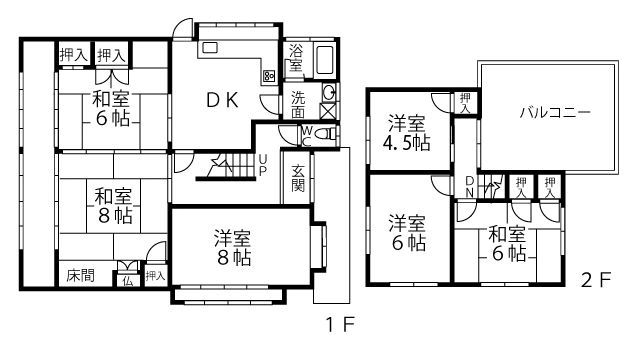 押入
押入
浴室
和室
6帖
DK
洗面
WC
UP
玄関
和室
8帖
洋室
8帖
床間
仏
押入
1F
押入
バルコニー
洋室
4.5帖
DN
押入
押入
洋室
6帖
和室
6帖
2F